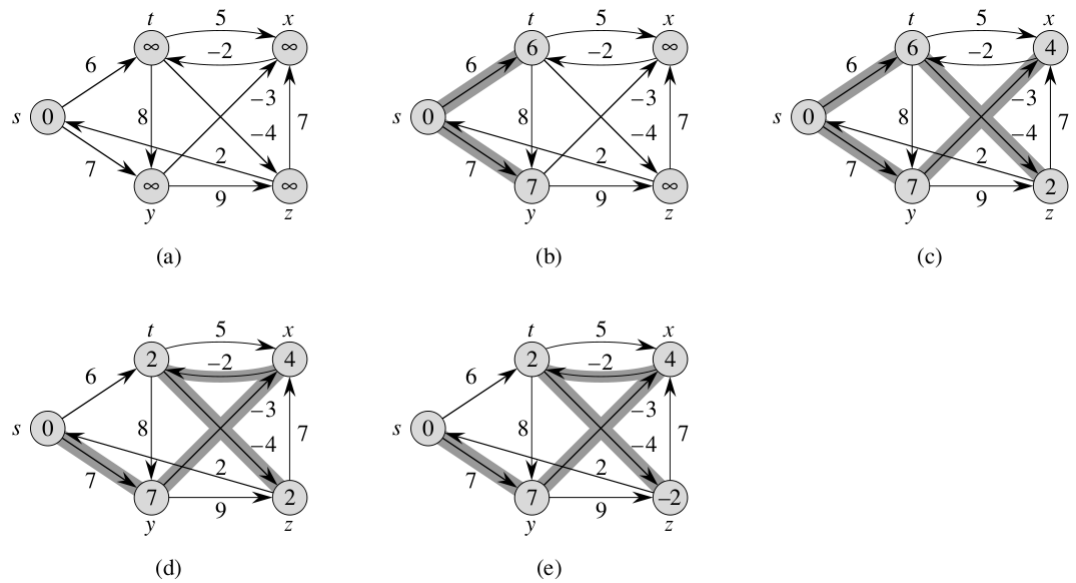 t 5 x
∞ –2 ∞
6
–3
s 0 8 7
–4
7 2
∞ 9 ∞
y z
(a)
t 5 x
6 –2 ∞
6
–3
s 0 8 7
–4
7 2
7 9 ∞
y z
(b)
t 5 x
6 –2 4
6
–3
s 0 8 7
–4
7 2
7 9 2
y z
(c)
t 5 x
2 –2 4
6
–3
s 0 8 7
–4
7 2
7 9 2
y z
(d)
t 5 x
2 –2 4
6
–3
s 0 8 7
–4
7 2
7 9 –2
y z
(e)